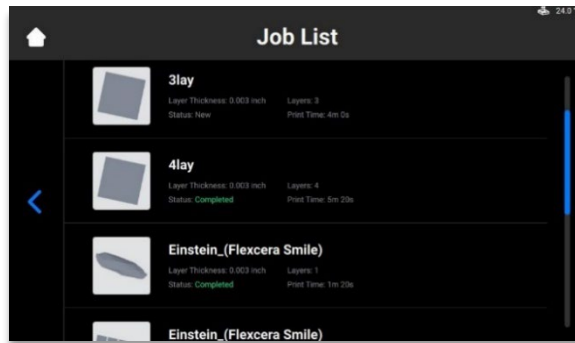 24.0
Job List
3lay
Layer Thickness: 0.003 inch Layers: 3
Status: New Print Time: 4m 0s
4lay
Layer Thickness: 0.003 inch Layers: 4
Status: Completed Print Time: 5m 20s
Einstein_(Flexcera Smile)
Layer Thickness: 0.003 inch Layers: 1
Status: Completed Print Time: 1m 20s
Einstein_(Flexcera Smile)